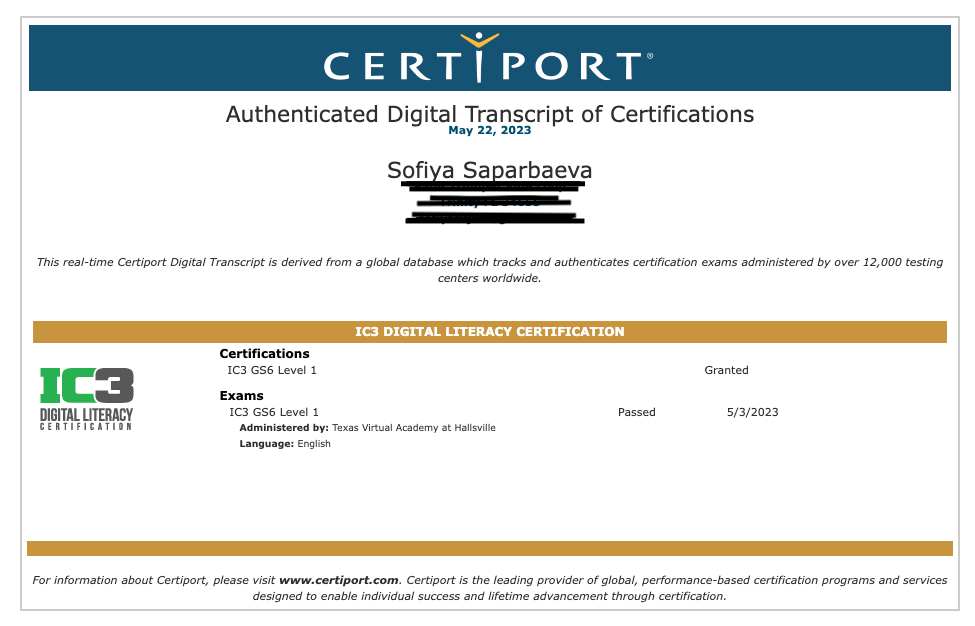 CERTIPORT®
Authenticated Digital Transcript of Certifications
May 22, 2023
Sofiya Saparbaeva
This real-time Certiport Digital Transcript is derived from a global database which tracks and authenticates certification exams administered by over 12,000 testing
centers worldwide.
IC3 DIGITAL LITERACY CERTIFICATION
Certifications
IC3 GS6 Level 1 Granted
IC3
DIGITAL LITERACY
CERTIFICATION
Exams
IC3 GS6 Level 1 Passed 5/3/2023
Administered by: Texas Virtual Academy at Hallsville
Language: English
For information about Certiport, please visit www.certiport.com. Certiport is the leading provider of global, performance-based certification programs and services
designed to enable individual success and lifetime advancement through certification.